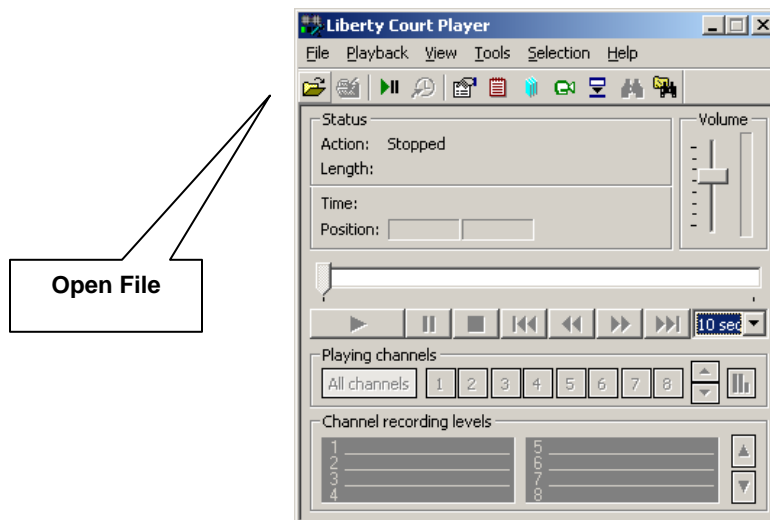 Liberty Court Player
File Playback View Tools Selection Help
Status
Volume
Action: Stopped
Length:
Time:
Position:
Open File
10 sec
Playing channels
All channels 1 2 3 4 5 6 7 8
Channel recording levels
1 5
2 6
3 7
4 8